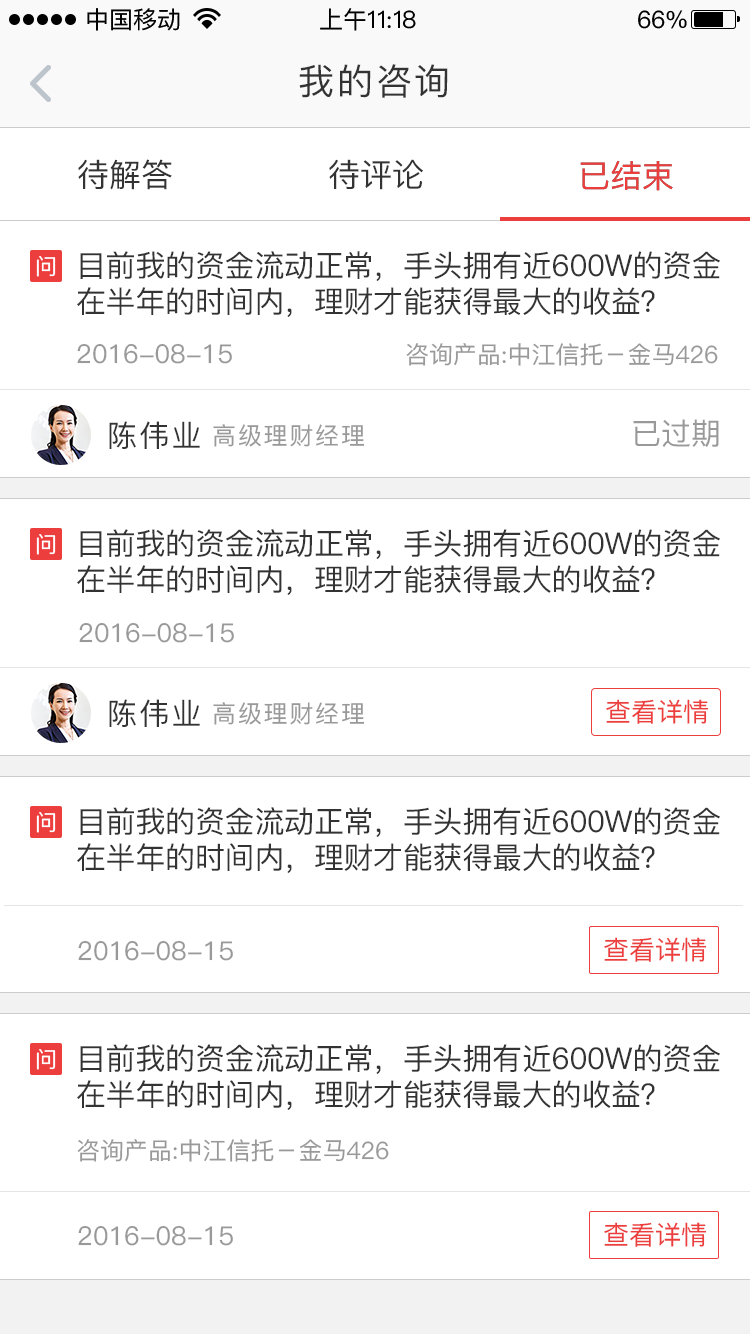 中国移动 上午11:18 66%
我的咨询
待解答 待评论 已结束
问 目前我的资金流动正常，手头拥有近600W的资金
在半年的时间内，理财才能获得最大的收益?
2016-08-15 咨询产品:中江信托－金马426
陈伟业 高级理财经理 已过期
问 目前我的资金流动正常，手头拥有近600W的资金
在半年的时间内，理财才能获得最大的收益?
2016-08-15
陈伟业 高级理财经理 查看详情
问 目前我的资金流动正常，手头拥有近600W的资金
在半年的时间内，理财才能获得最大的收益?
2016-08-15 查看详情
问 目前我的资金流动正常，手头拥有近600W的资金
在半年的时间内，理财才能获得最大的收益?
咨询产品:中江信托－金马426
2016-08-15 查看详情